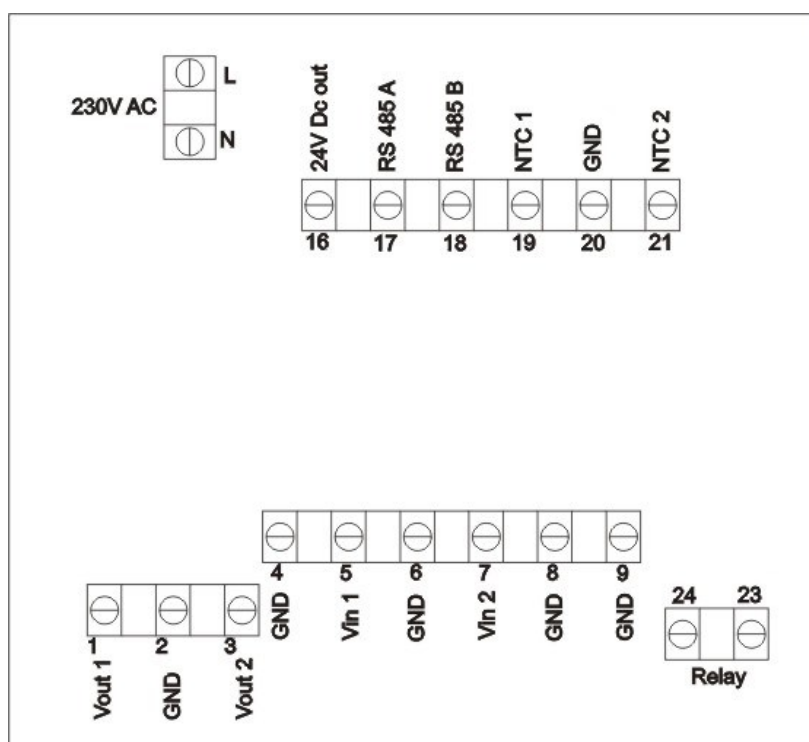 L
230V AC
N
24V Dc out
RS 485 A
RS 485 B
NTC 1
GND
NTC 2
16 17 18 19 20 21
4 5 6 7 8 9
GND
Vin 1
GND
Vin 2
GND
GND
1 2 3
Vout 1
GND
Vout 2
24 23
Relay